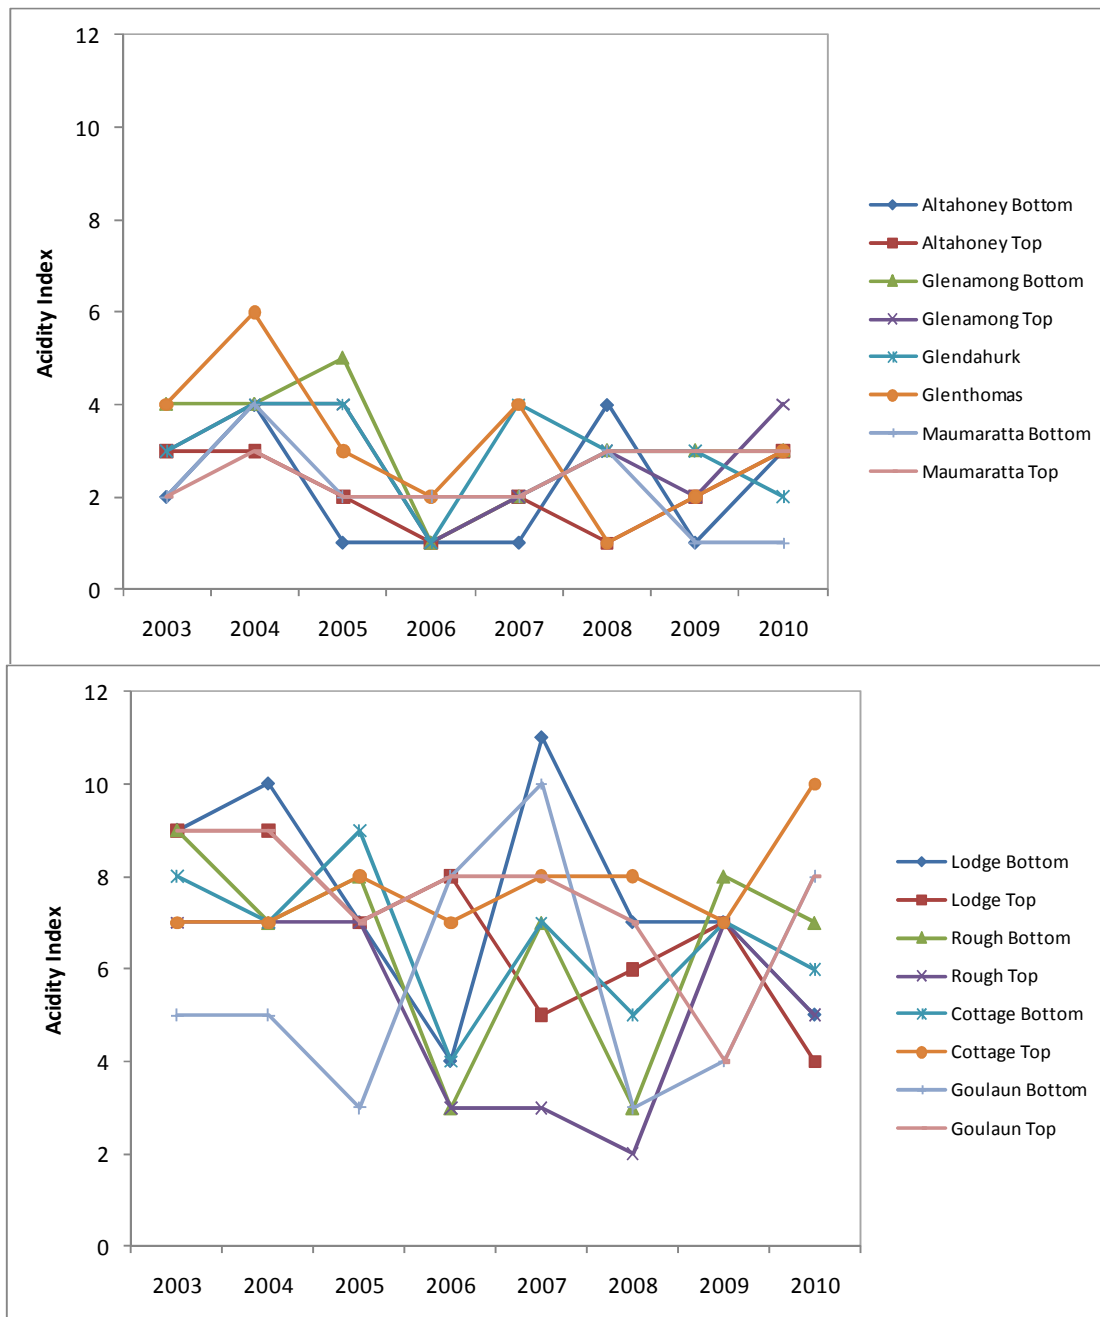 12
10
8
6
4
2
0
Acidity Index
2003 2004 2005 2006 2007 2008 2009 2010
Altahoney Bottom
Altahoney Top
Glenamong Bottom
Glenamong Top
Glendahurk
Glenthomas
Maumaratta Bottom
Maumaratta Top
12
10
8
6
4
2
0
Acidity Index
2003 2004 2005 2006 2007 2008 2009 2010
Lodge Bottom
Lodge Top
Rough Bottom
Rough Top
Cottage Bottom
Cottage Top
Goulaun Bottom
Goulaun Top